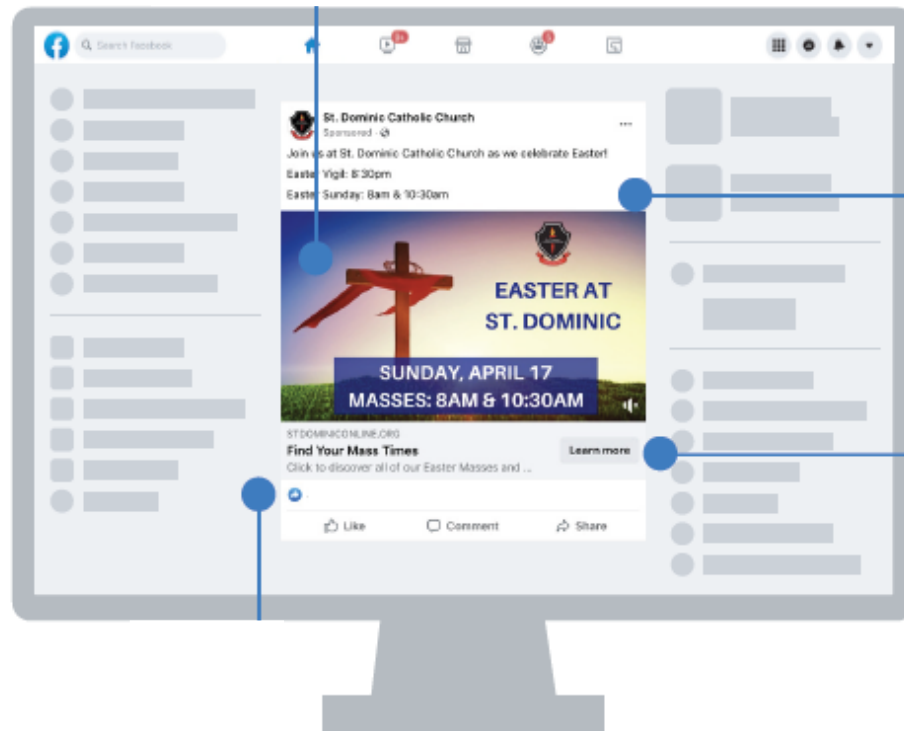 Search Facebook
9+
St. Dominic Catholic Church
Sponsored ·
Join us at St. Dominic Catholic Church as we celebrate Easter!
Easter Vigil: 8:30pm
Easter Sunday: 8am & 10:30am
EASTER AT
ST. DOMINIC
SUNDAY, APRIL 17
MASSES: 8AM & 10:30AM
STDOMINICONLINE.ORG
Find Your Mass Times
Learn more
Click to discover all of our Easter Masses and ...
Like
Comment
Share